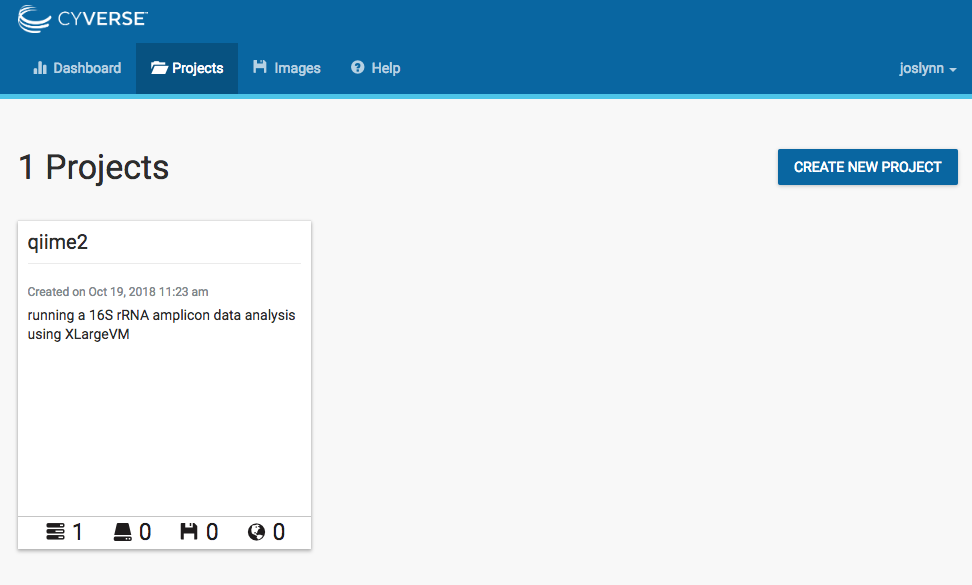 CYVERSE™
Dashboard Projects Images Help joslynn
1 Projects
CREATE NEW PROJECT
qiime2
Created on Oct 19, 2018 11:23 am
running a 16S rRNA amplicon data analysis
using XLargeVM
1 0 0 0